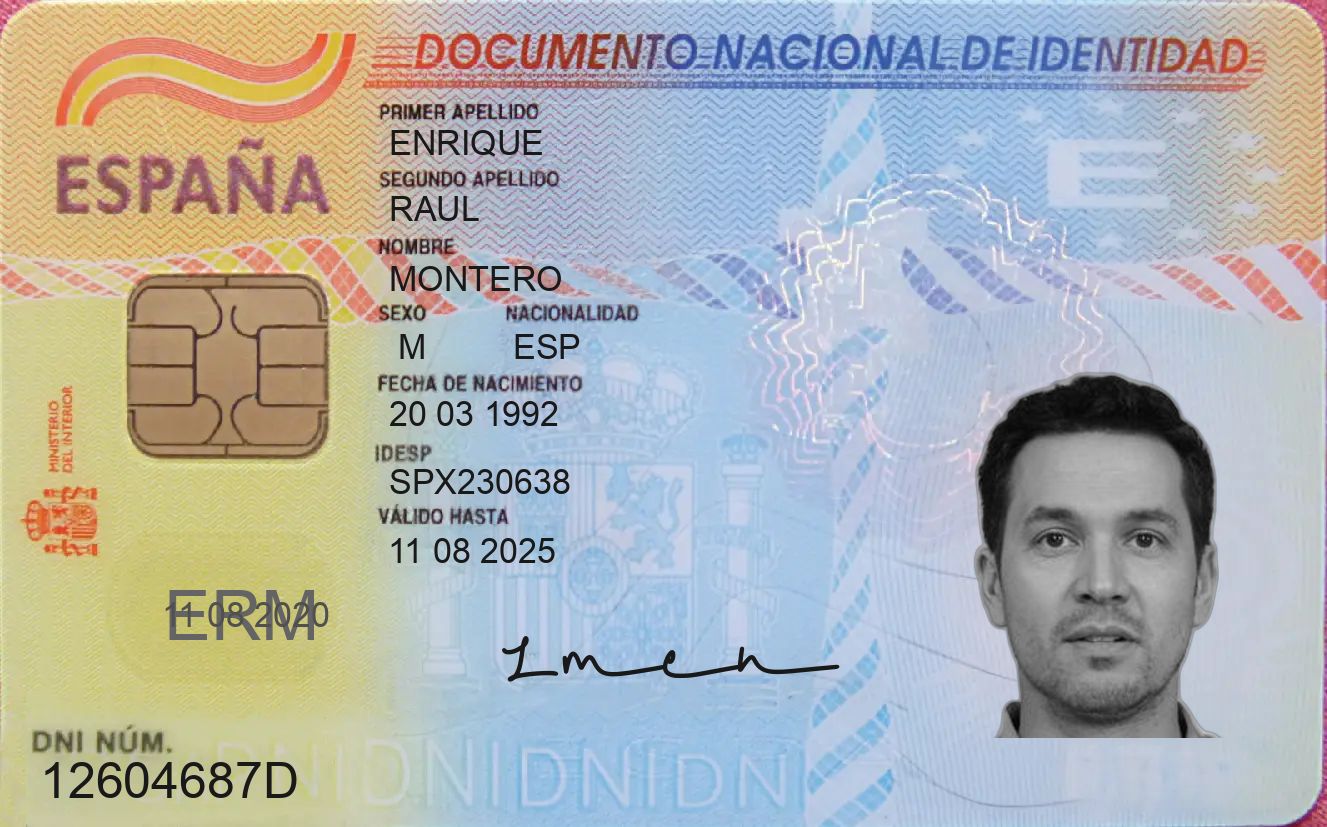 DOCUMENTO NACIONAL DE IDENTIDAD
ESPAÑA
PRIMER APELLIDO
ENRIQUE
SEGUNDO APELLIDO
RAUL
NOMBRE
MONTERO
SEXO NACIONALIDAD
M ESP
FECHA DE NACIMIENTO
20 03 1992
IDESP
SPX230638
VÁLIDO HASTA
11 08 2025
MINISTERIO
DEL INTERIOR
E
11 08 2020
ERM
DNI NÚM.
12604687D
DNIDNIDNIDNI